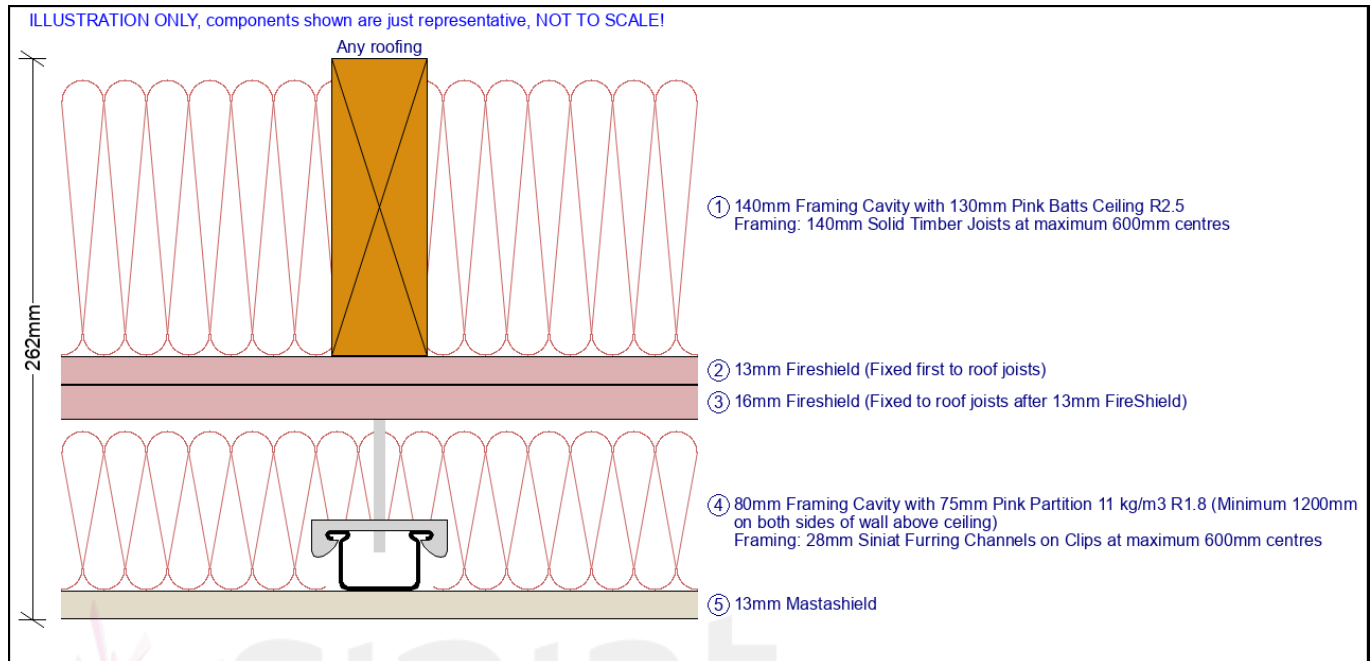 ILLUSTRATION ONLY, components shown are just representative, NOT TO SCALE!
Any roofing
262mm
1 140mm Framing Cavity with 130mm Pink Batts Ceiling R2.5
Framing: 140mm Solid Timber Joists at maximum 600mm centres
2 13mm Fireshield (Fixed first to roof joists)
3 16mm Fireshield (Fixed to roof joists after 13mm FireShield)
4 80mm Framing Cavity with 75mm Pink Partition 11 kg/m3 R1.8 (Minimum 1200mm
on both sides of wall above ceiling)
Framing: 28mm Siniat Furring Channels on Clips at maximum 600mm centres
5 13mm Mastashield